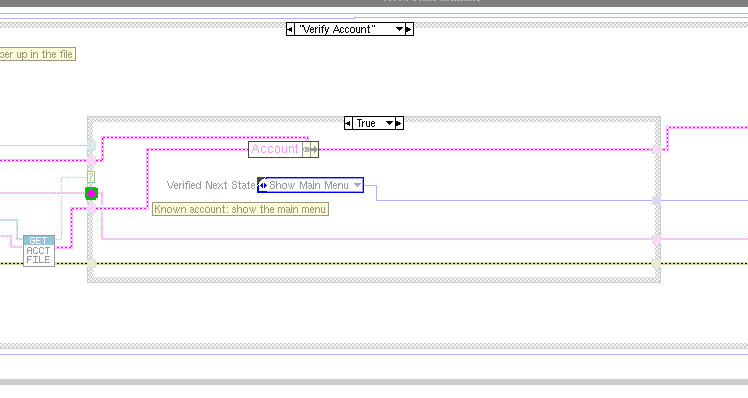 "Verify Account"
per up in the file
True
Account
Verified Next State
Show Main Menu
?
Known account: show the main menu
GET
ACCT
FILE